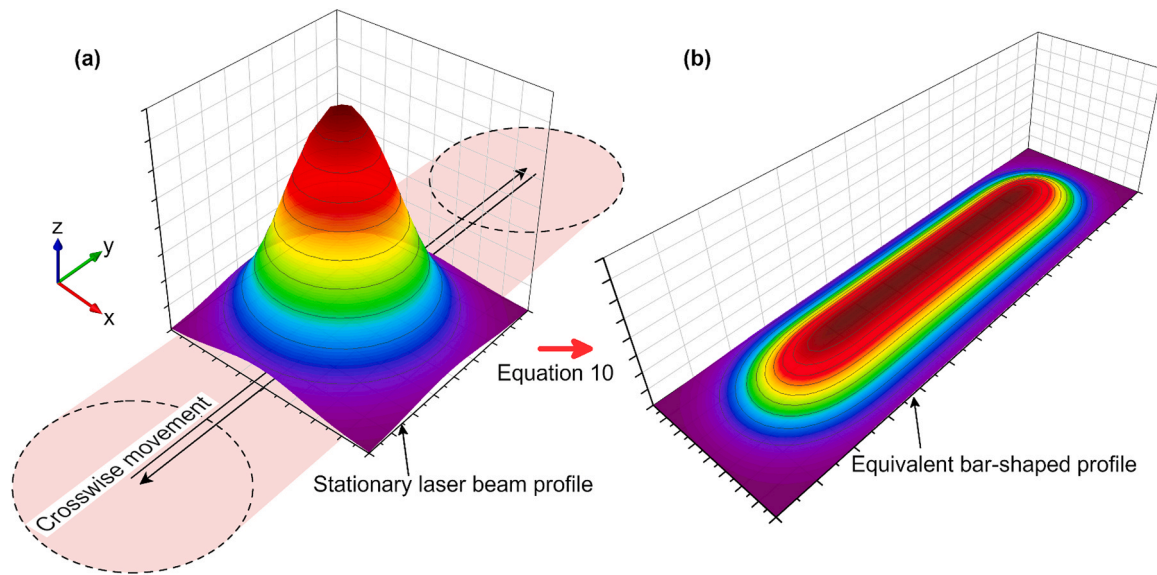 (a)
(b)
z
y
x
Crosswise movement
Stationary laser beam profile
Equation 10
Equivalent bar-shaped profile